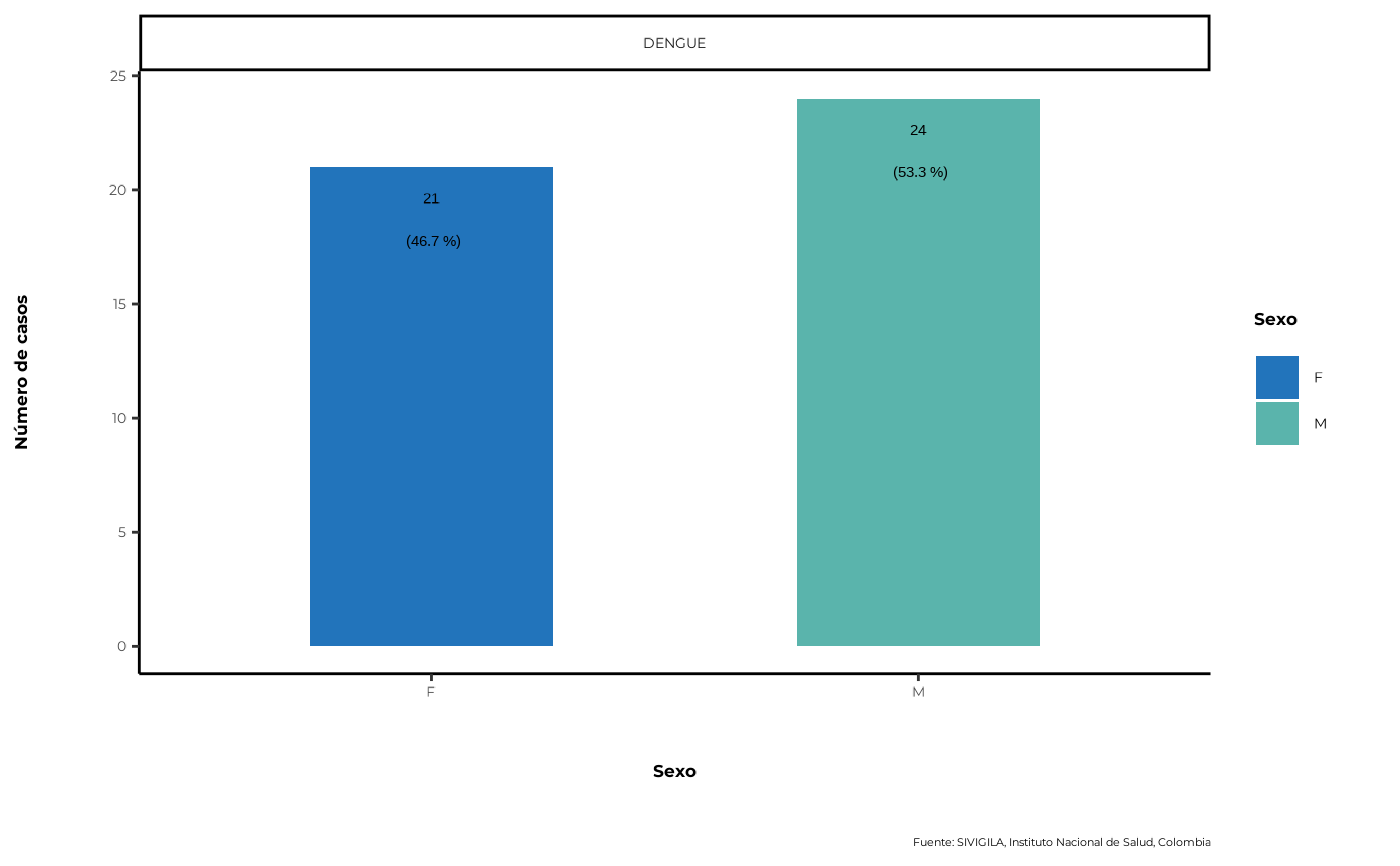 DENGUE
25
20
15
10
5
0
Número de casos
21
(46.7 %)
24
(53.3 %)
F
M
Sexo
Sexo
F
M
Fuente: SIVIGILA, Instituto Nacional de Salud, Colombia